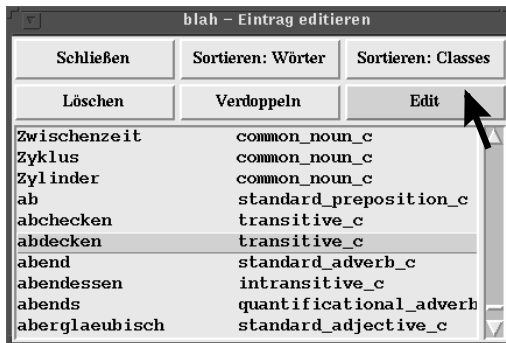 blah – Eintrag editieren
Schließen Sortieren: Wörter Sortieren: Classes
Löschen Verdoppeln Edit
Zwischenzeit common_noun_c
Zyklus common_noun_c
Zylinder common_noun_c
ab standard_preposition_c
abchecken transitive_c
abdecken transitive_c
abend standard_adverb_c
abendessen intransitive_c
abends quantificational_adverb
aberglaeubisch standard_adjective_c